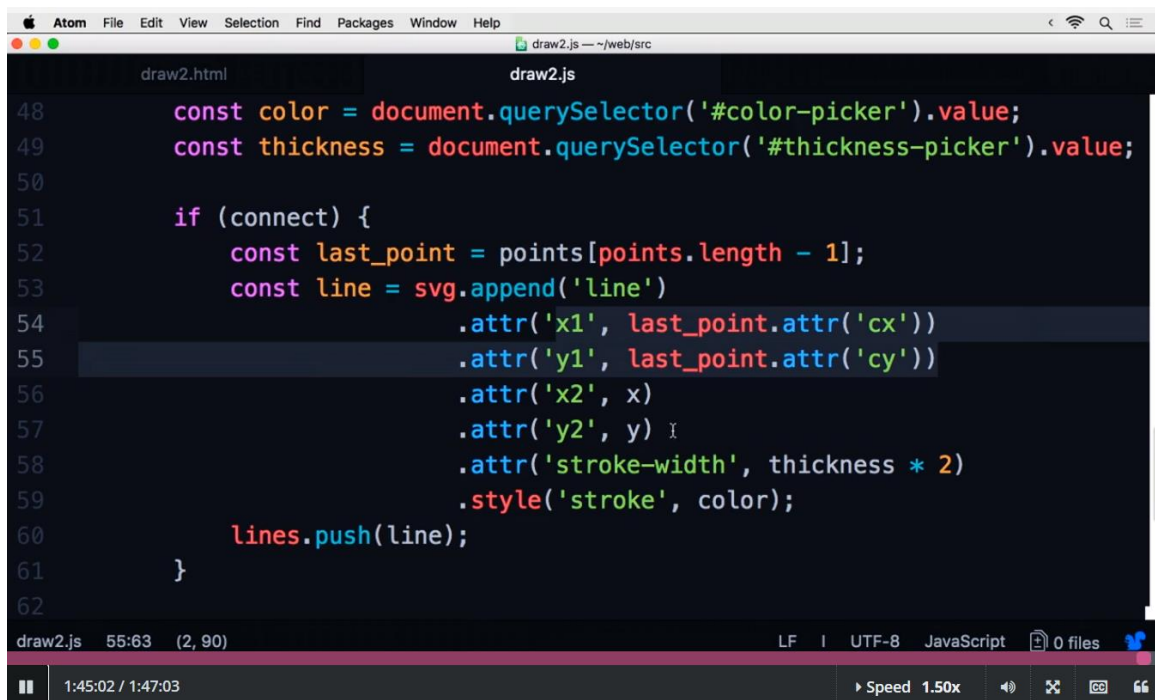 Atom File Edit View Selection Find Packages Window Help
draw2.js — ~/web/src
draw2.html draw2.js
48 const color = document.querySelector('#color-picker').value;
49 const thickness = document.querySelector('#thickness-picker').value;
50
51 if (connect) {
52 const last_point = points[points.length - 1];
53 const line = svg.append('line')
54 .attr('x1', last_point.attr('cx'))
55 .attr('y1', last_point.attr('cy'))
56 .attr('x2', x)
57 .attr('y2', y)
58 .attr('stroke-width', thickness * 2)
59 .style('stroke', color);
60 lines.push(line);
61 }
62
draw2.js 55:63 (2, 90) LF UTF-8 JavaScript 0 files
1:45:02 / 1:47:03 Speed 1.50x CC